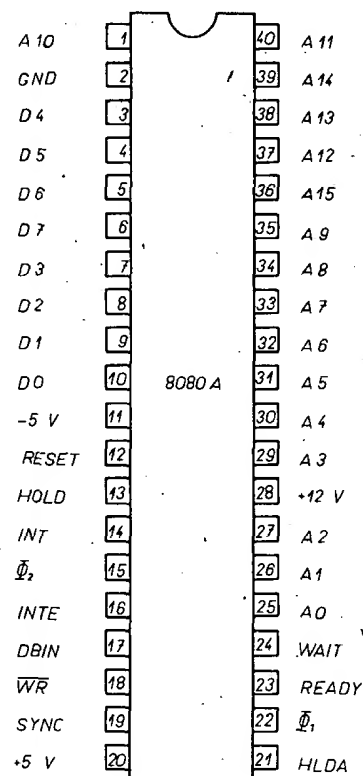 A 10 1 40 A 11
GND 2 39 A 14
D 4 3 38 A 13
D 5 4 37 A 12
D 6 5 36 A 15
D 7 6 35 A 9
D 3 7 34 A 8
D 2 8 33 A 7
D 1 9 32 A 6
D 0 10 8080 A 31 A 5
-5 V 11 30 A 4
RESET 12 29 A 3
HOLD 13 28 +12 V
INT 14 27 A 2
Φ₂ 15 26 A 1
INTE 16 25 A 0
DBIN 17 24 WAIT
W̅R̅ 18 23 READY
SYNC 19 22 Φ₁
+5 V 20 21 HLDA